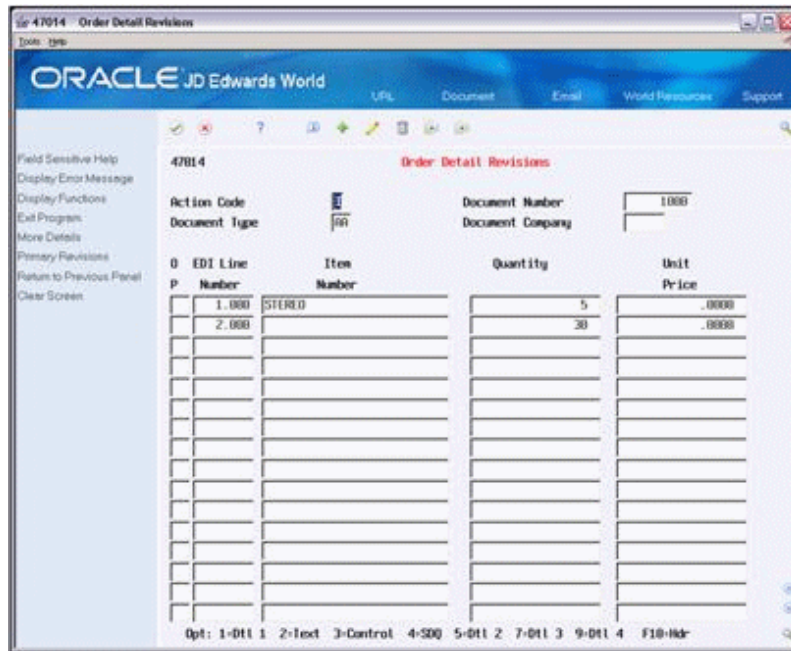 47014 Order Detail Revisions
Tools Help
ORACLE JD Edwards World
URL Document Email World Resources Support
Field Sensitive Help
Display Error Message
Display Functions
Exit Program
More Details
Primary Revisions
Return to Previous Panel
Clear Screen
47014 Order Detail Revisions
Action Code I Document Number 1000
Document Type AA Document Company
O EDI Line Item Quantity Unit
P Number Number Price
1.000 STEREO 5 .0000
2.000 30 .0000
Opt: 1=Dtl 1 2=Text 3=Control 4=SDQ 5=Dtl 2 7=Dtl 3 9=Dtl 4 F10=Hdr